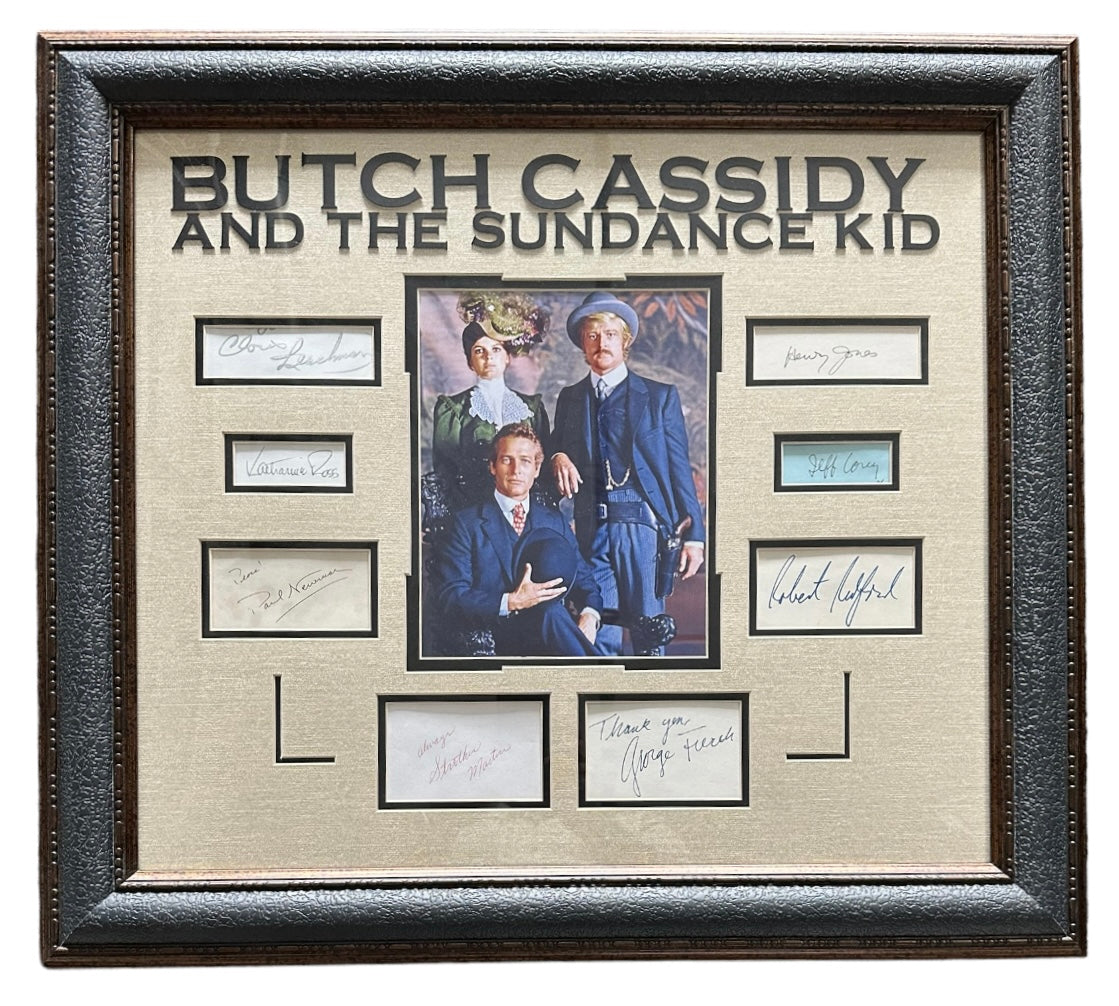 BUTCH CASSIDY
AND THE SUNDANCE KID
Cloris
Leachman
Henry Jones
Katharine Ross
Jeff Corey
Paul Newman
Robert Redford
always
Strother
Martin
Thank you
George Furth